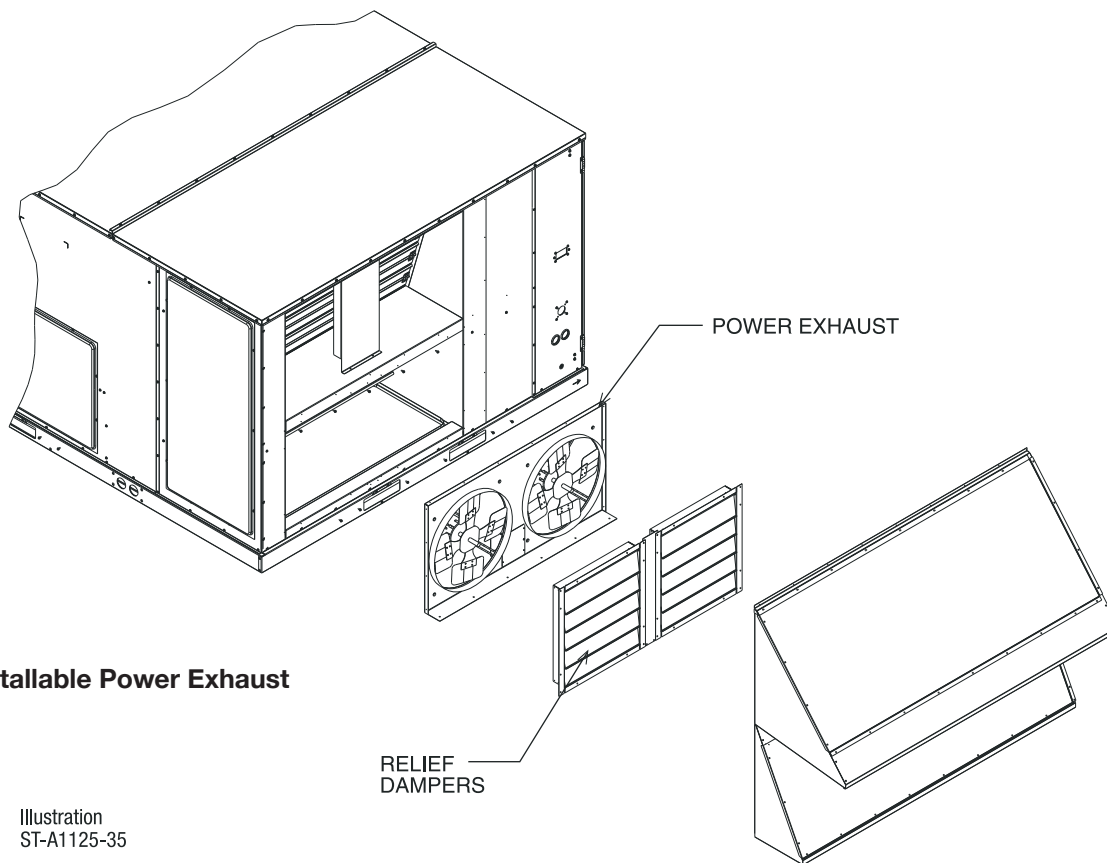 POWER EXHAUST
tallable Power Exhaust
RELIEF
DAMPERS
Illustration
ST-A1125-35